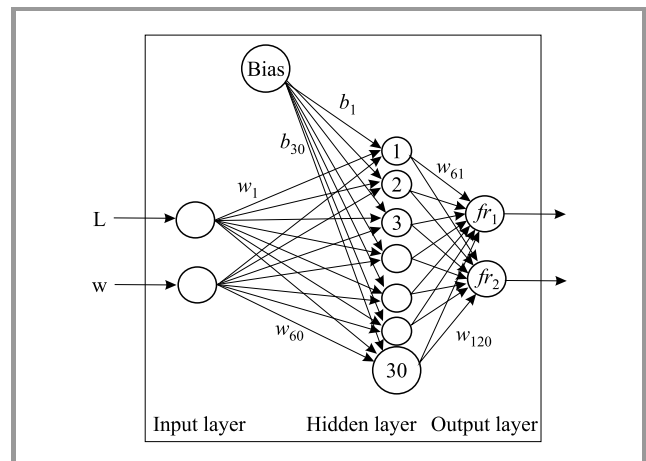 Bias
b1
b30
1
w1
w61
2
L
3
fr1
w
fr2
w60
w120
30
Input layer
Hidden layer
Output layer